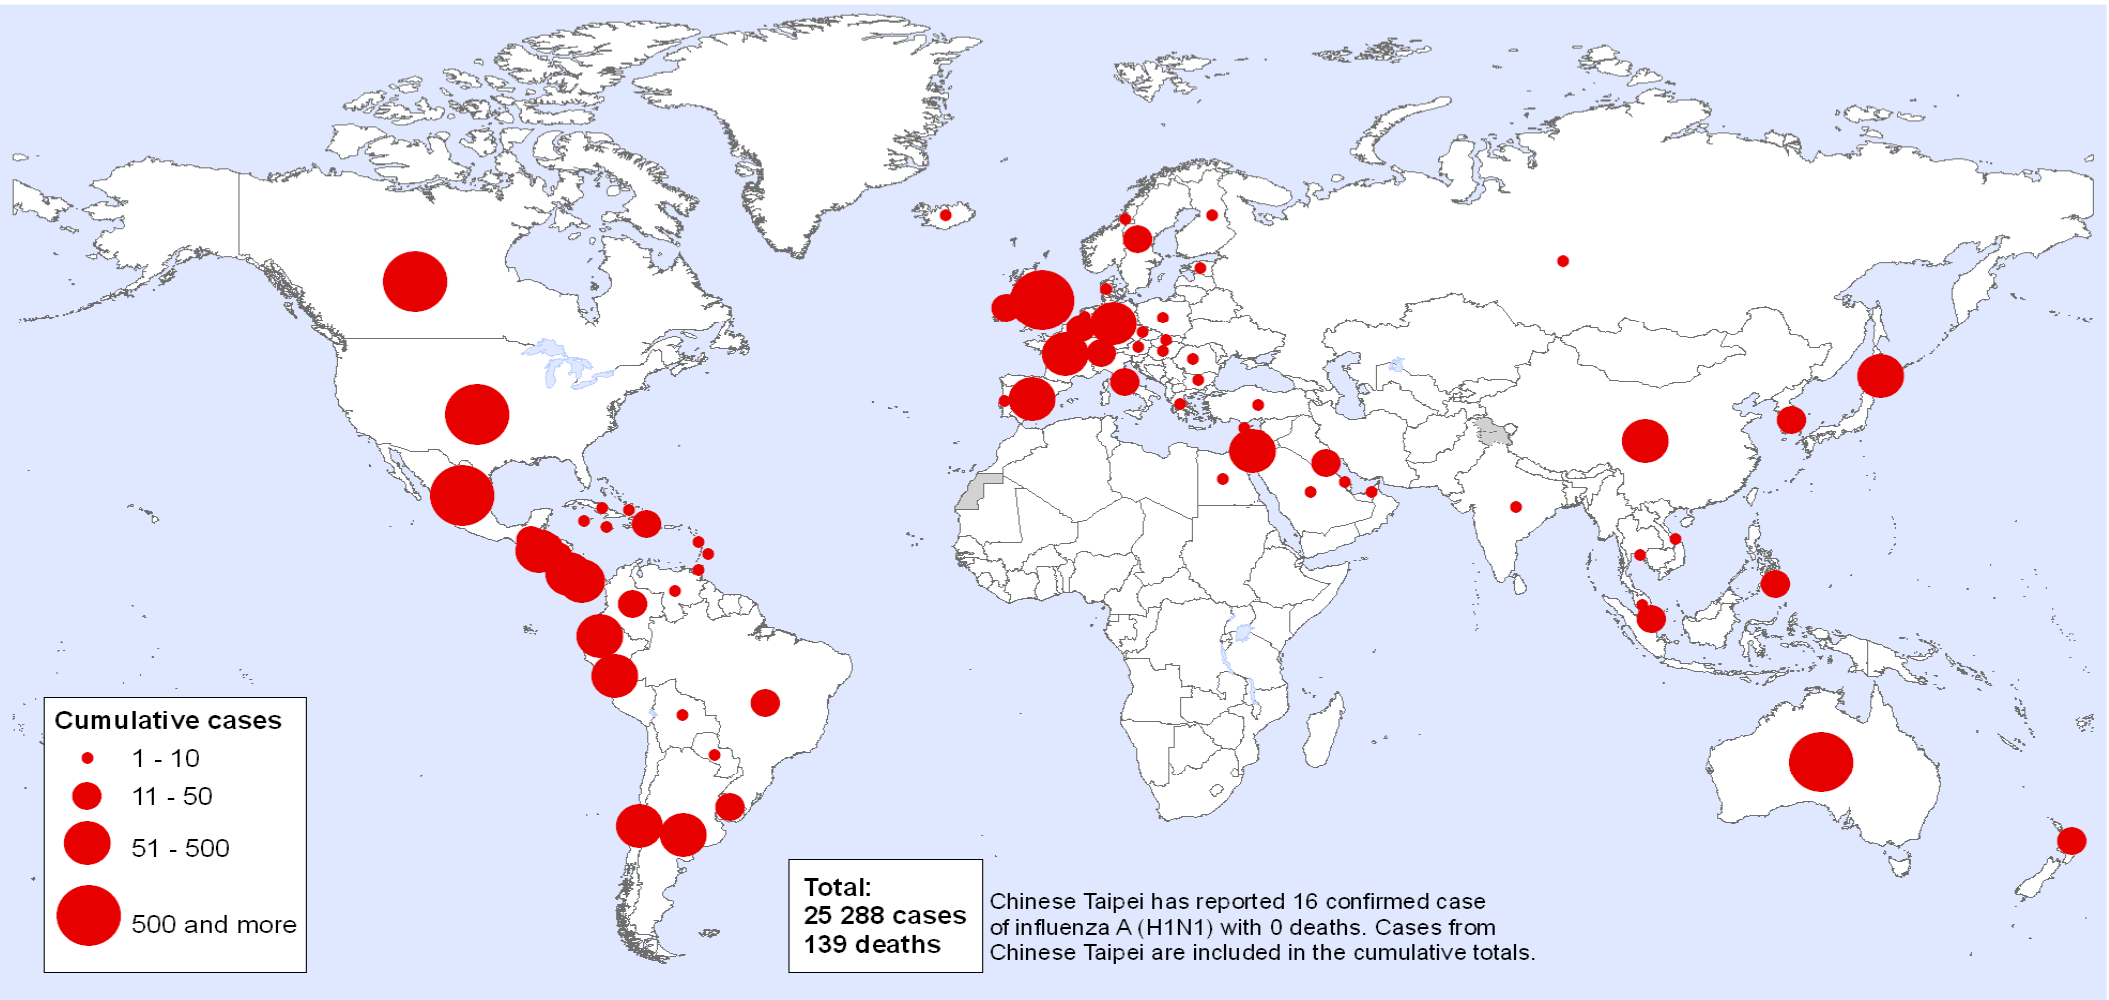 Cumulative cases
1 - 10
11 - 50
51 - 500
500 and more
Total:
25 288 cases
139 deaths
Chinese Taipei has reported 16 confirmed case
of influenza A (H1N1) with 0 deaths. Cases from
Chinese Taipei are included in the cumulative totals.